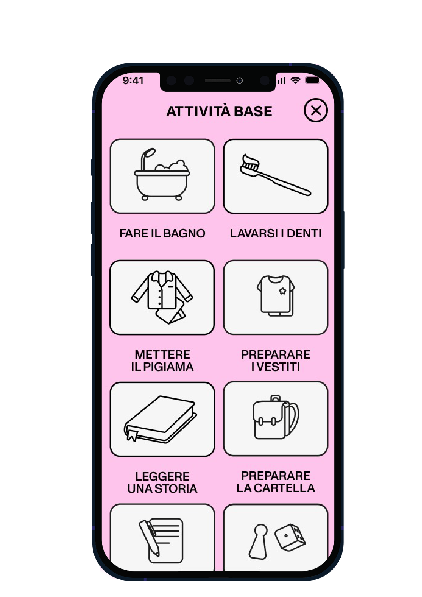 9:41
ATTIVITÀ BASE
FARE IL BAGNO
LAVARSI I DENTI
METTERE
IL PIGIAMA
PREPARARE
I VESTITI
LEGGERE
UNA STORIA
PREPARARE
LA CARTELLA